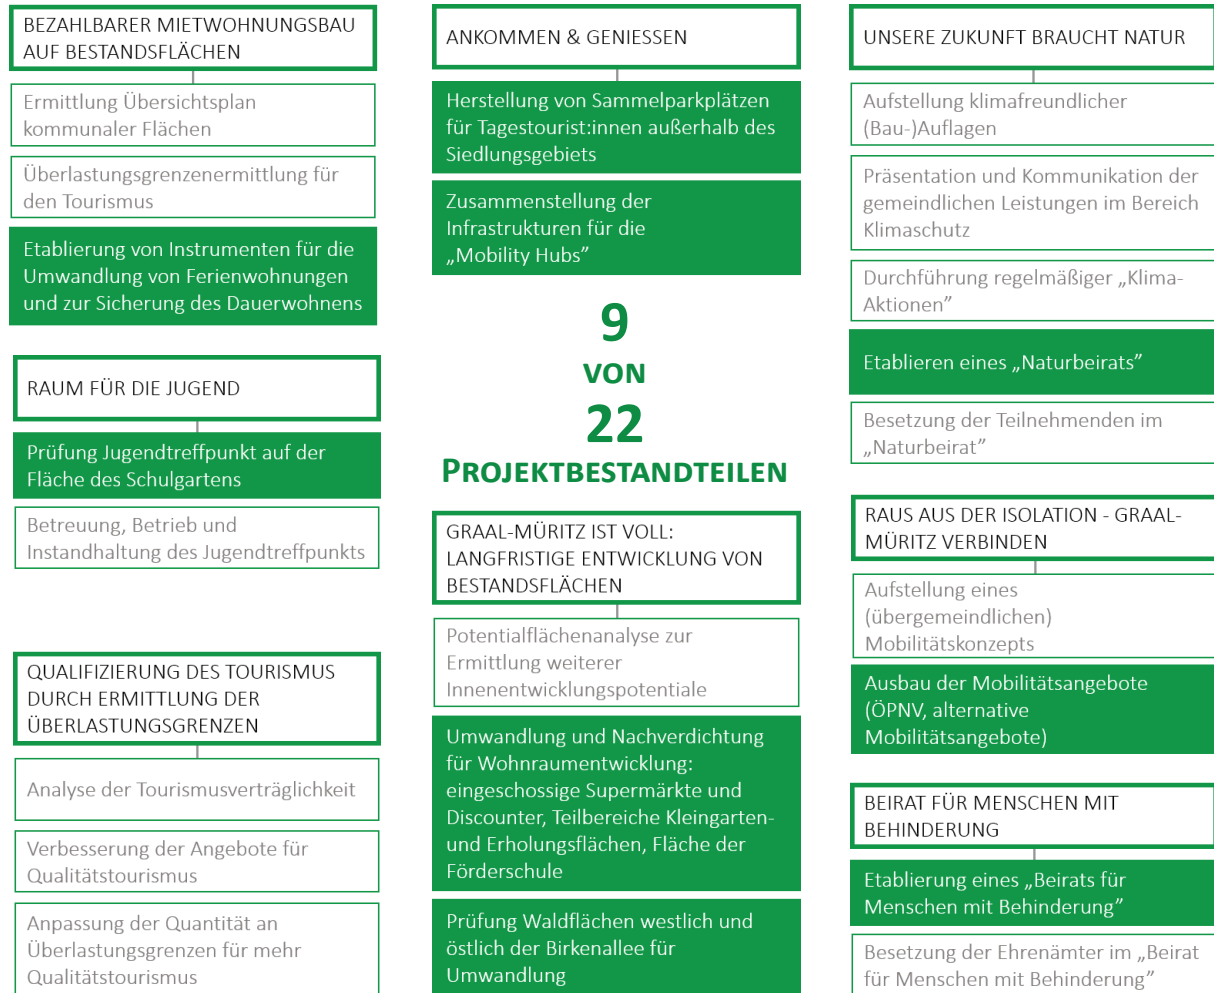 BEZAHLBARER MIETWOHNUNGSBAU
AUF BESTANDSFLÄCHEN
Ermittlung Übersichtsplan
kommunaler Flächen
Überlastungsgrenzenermittlung für
den Tourismus
Etablierung von Instrumenten für die
Umwandlung von Ferienwohnungen
und zur Sicherung des Dauerwohnens
RAUM FÜR DIE JUGEND
Prüfung Jugendtreffpunkt auf der
Fläche des Schulgartens
Betreuung, Betrieb und
Instandhaltung des Jugendtreffpunkts
QUALIFIZIERUNG DES TOURISMUS
DURCH ERMITTLUNG DER
ÜBERLASTUNGSGRENZEN
Analyse der Tourismusverträglichkeit
Verbesserung der Angebote für
Qualitätstourismus
Anpassung der Quantität an
Überlastungsgrenzen für mehr
Qualitätstourismus
ANKOMMEN & GENIESSEN
Herstellung von Sammelparkplätzen
für Tagestourist:innen außerhalb des
Siedlungsgebiets
Zusammenstellung der
Infrastrukturen für die
„Mobility Hubs”
9
VON
22
PROJEKTBESTANDTEILEN
GRAAL-MÜRITZ IST VOLL:
LANGFRISTIGE ENTWICKLUNG VON
BESTANDSFLÄCHEN
Potentialflächenanalyse zur
Ermittlung weiterer
Innenentwicklungspotentiale
Umwandlung und Nachverdichtung
für Wohnraumentwicklung:
eingeschossige Supermärkte und
Discounter, Teilbereiche Kleingarten-
und Erholungsflächen, Fläche der
Förderschule
Prüfung Waldflächen westlich und
östlich der Birkenallee für
Umwandlung
UNSERE ZUKUNFT BRAUCHT NATUR
Aufstellung klimafreundlicher
(Bau-)Auflagen
Präsentation und Kommunikation der
gemeindlichen Leistungen im Bereich
Klimaschutz
Durchführung regelmäßiger „Klima-
Aktionen”
Etablieren eines „Naturbeirats”
Besetzung der Teilnehmenden im
„Naturbeirat”
RAUS AUS DER ISOLATION - GRAAL-
MÜRITZ VERBINDEN
Aufstellung eines
(übergemeindlichen)
Mobilitätskonzepts
Ausbau der Mobilitätsangebote
(ÖPNV, alternative
Mobilitätsangebote)
BEIRAT FÜR MENSCHEN MIT
BEHINDERUNG
Etablierung eines „Beirats für
Menschen mit Behinderung”
Besetzung der Ehrenämter im „Beirat
für Menschen mit Behinderung”